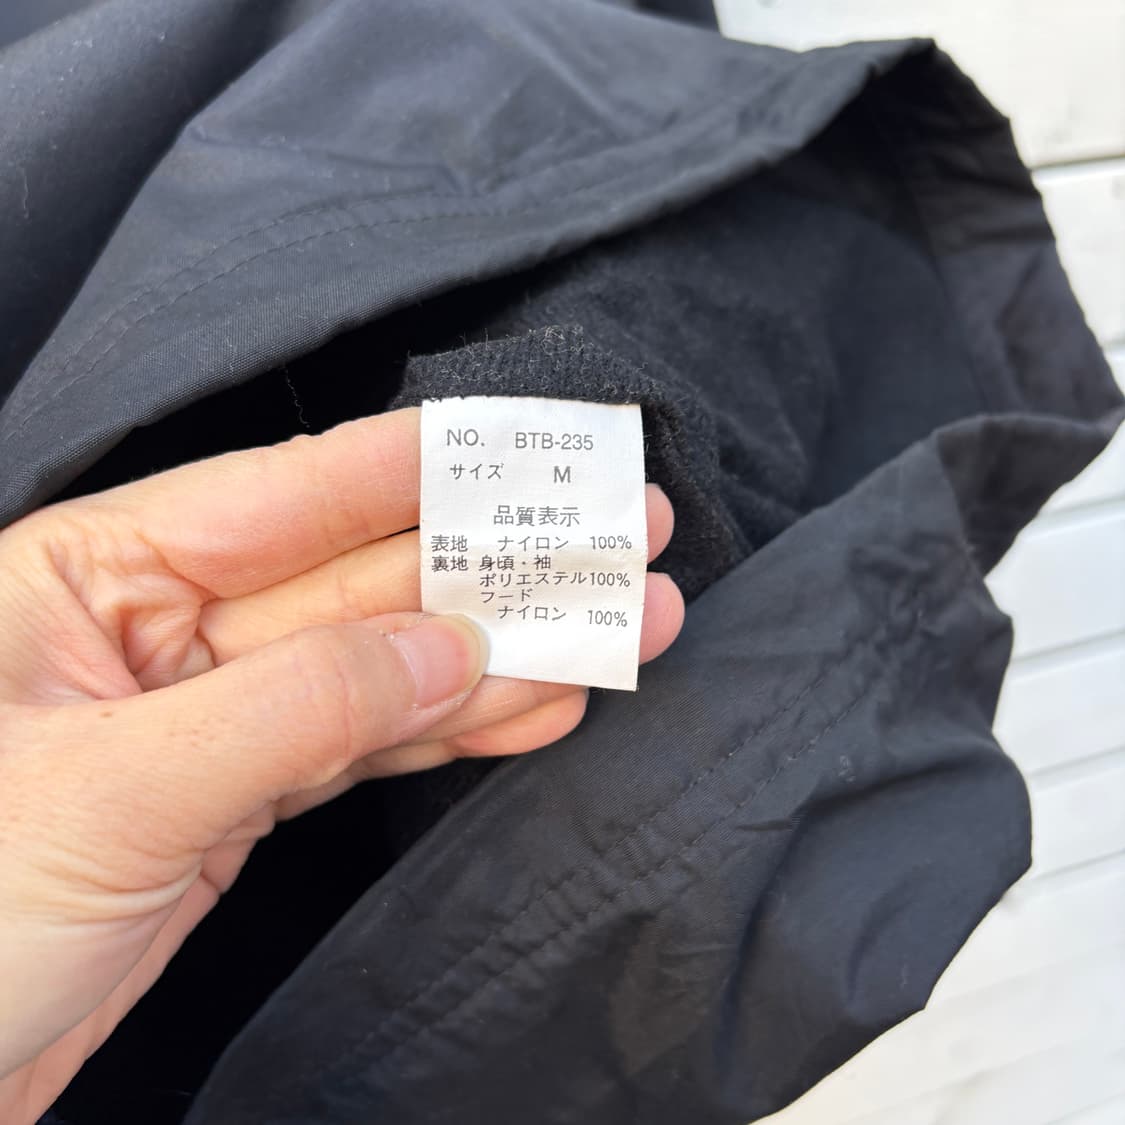 NO. BTB-235
サイズ M
品質表示
表地 ナイロン 100%
裏地 身頃・袖
ポリエステル100%
フード
ナイロン 100%